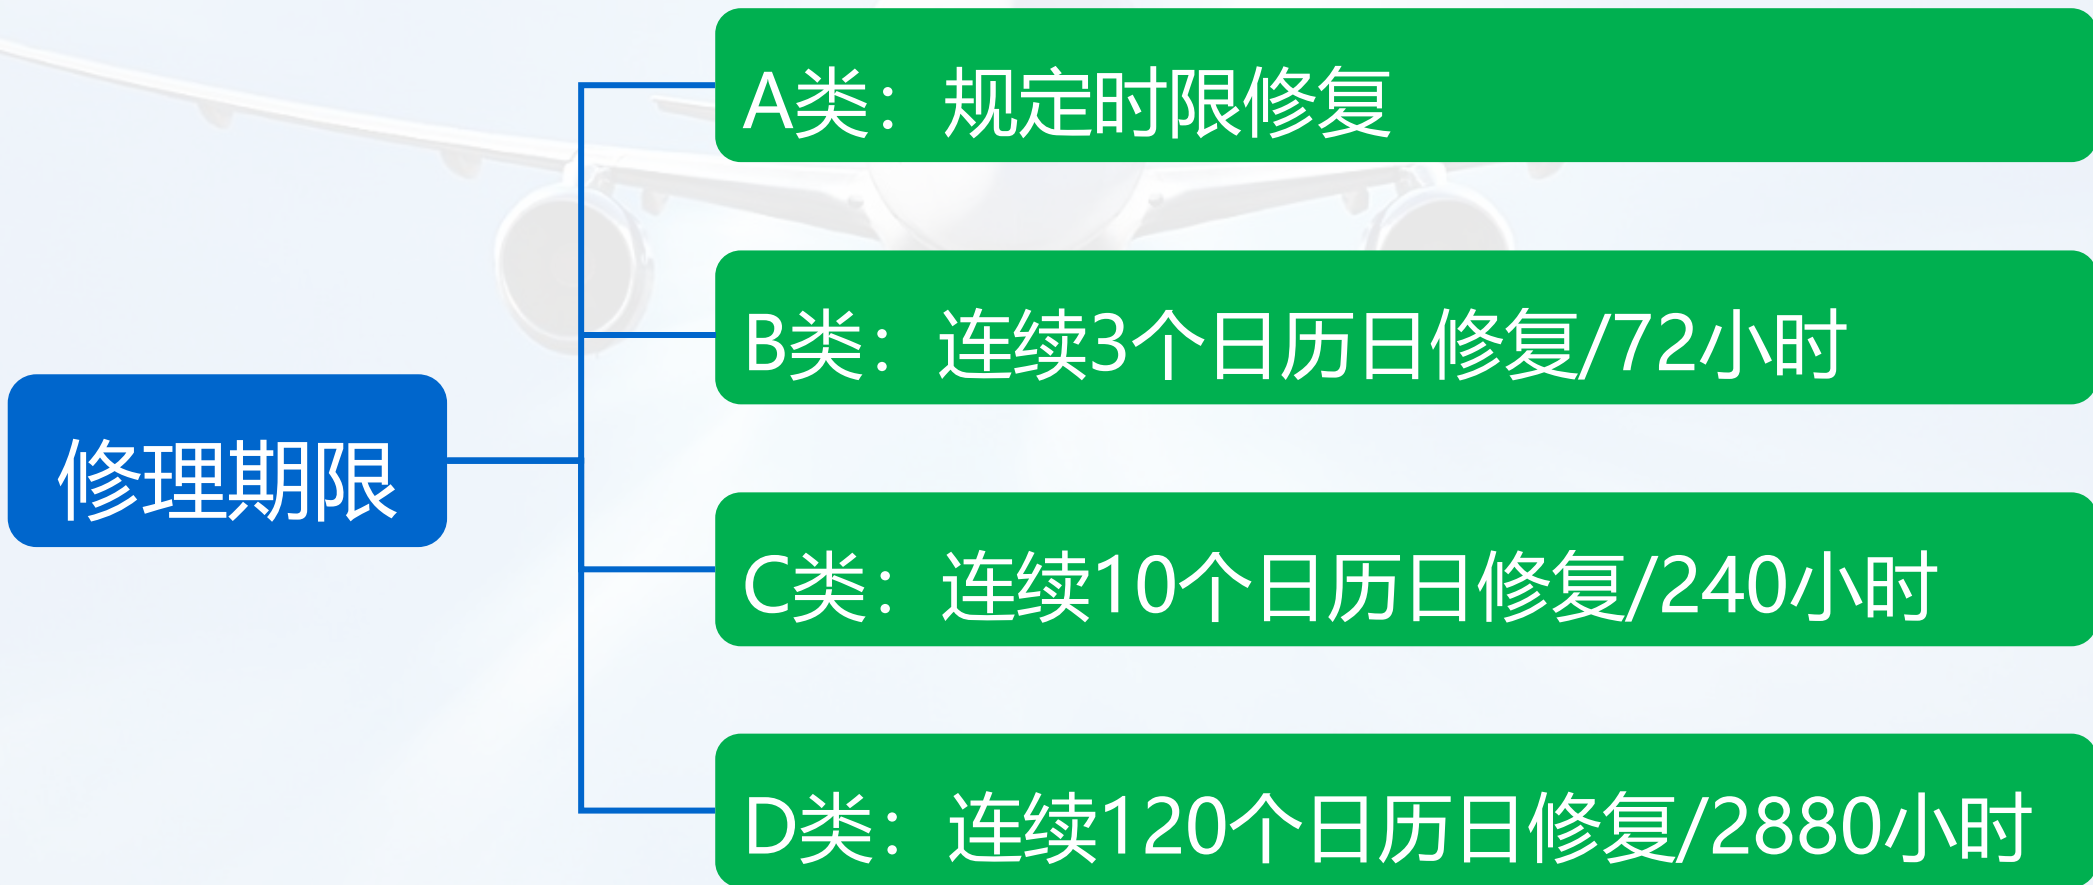 修理期限
A类：规定时限修复
B类：连续3个日历日修复/72小时
C类：连续10个日历日修复/240小时
D类：连续120个日历日修复/2880小时